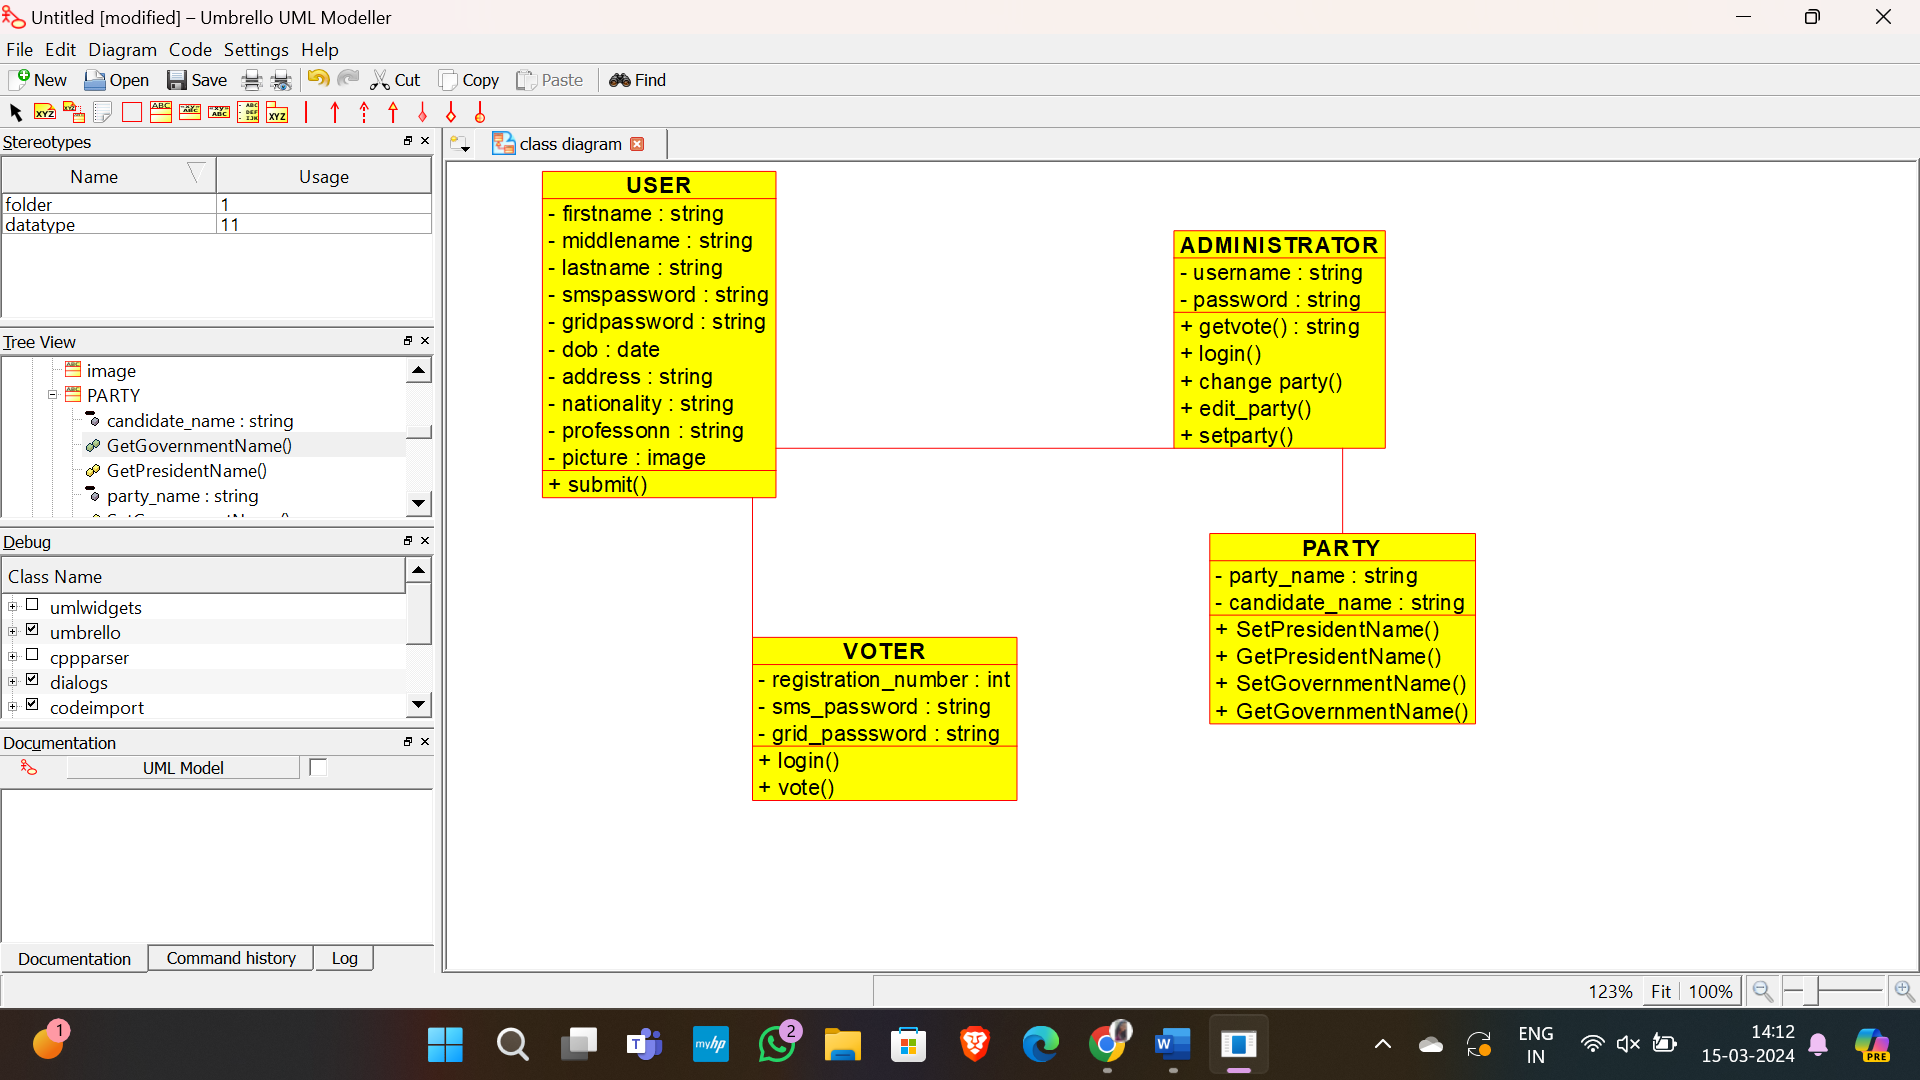 Untitled [modified] – Umbrello UML Modeller
File Edit Diagram Code Settings Help
New Open Save Cut Copy Paste Find
Stereotypes
Name Usage
folder 1
datatype 11
Tree View
image
PARTY
candidate_name : string
GetGovernmentName()
GetPresidentName()
party_name : string
Debug
Class Name
umlwidgets
umbrello
cppparser
dialogs
codeimport
Documentation
UML Model
Documentation Command history Log
class diagram
USER
- firstname : string
- middlename : string
- lastname : string
- smspassword : string
- gridpassword : string
- dob : date
- address : string
- nationality : string
- professonn : string
- picture : image
+ submit()
ADMINISTRATOR
- username : string
- password : string
+ getvote() : string
+ login()
+ change party()
+ edit_party()
+ setparty()
VOTER
- registration_number : int
- sms_password : string
- grid_passsword : string
+ login()
+ vote()
PARTY
- party_name : string
- candidate_name : string
+ SetPresidentName()
+ GetPresidentName()
+ SetGovernmentName()
+ GetGovernmentName()
123% Fit 100%
1
myhp
2
ENG
IN
14:12
15-03-2024
PRE